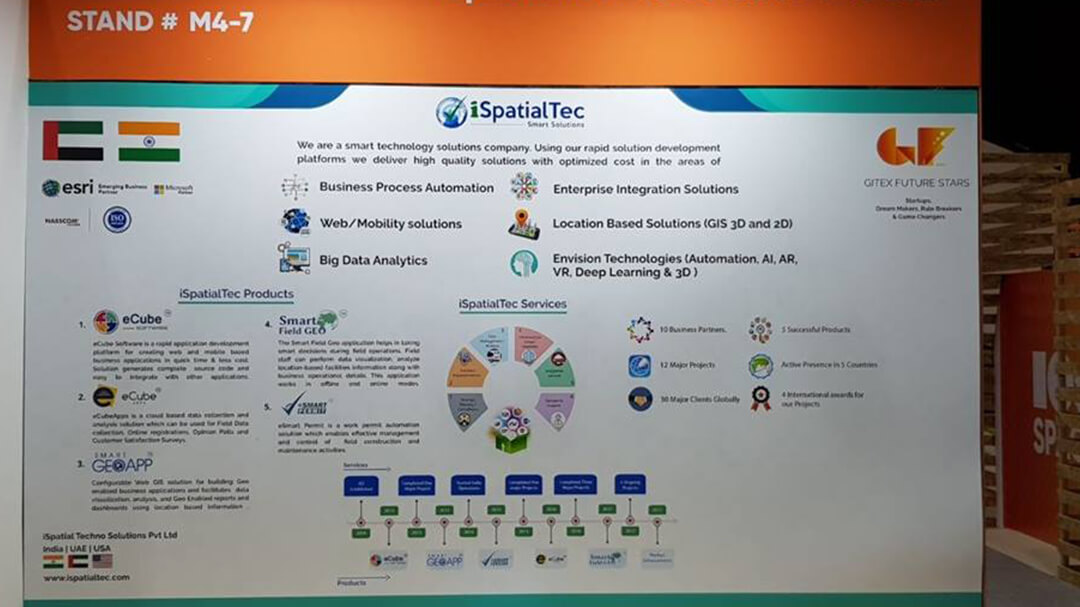 STAND # M4-7
iSpatialTec
Smart Solutions
We are a smart technology solutions company. Using our rapid solution development
platforms we deliver high quality solutions with optimized cost in the areas of
esri Emerging Business Partner
Microsoft
NASSCOM
ISO
Business Process Automation
Enterprise Integration Solutions
Web/Mobility solutions
Location Based Solutions (GIS 3D and 2D)
Big Data Analytics
Envision Technologies (Automation, AI, AR,
VR, Deep Learning & 3D )
GITEX FUTURE STARS
Startups,
Dream Makers, Rule Breakers
& Game Changers
iSpatialTec Products
1. eCube
SOFTWARE
eCube Software is a rapid application development
platform for creating web and mobile based
business applications in quick time & less cost.
Solution generates complete source code and
easy to integrate with other applications.
2. eCube
eCubeApps is a cloud based data collection and
analysis solution which can be used for Field Data
collection, Online registrations, Opinion Polls and
Customer Satisfaction Surveys.
3. SMART
GEOAPP
Configurable Web GIS solution for building Geo
enabled business applications and facilitates data
visualization, analysis, and Geo Enabled reports and
dashboards using location based information .
4. Smart
Field GEO
The Smart Field Geo application helps in taking
smart decisions during field operations. Field
staff can perform data visualization, analyze
location-based facilities information along with
business operations details. This application
works in offline and online modes.
5. eSMART
PERMIT
eSmart Permit is a work permit automation
solution which enables effective management
and control of field construction and
maintenance activities.
iSpatialTec Services
10 Business Partners.
5 Successful Products
12 Major Projects
Active Presence in 5 Countries
30 Major Clients Globally
4 International awards for
our Projects
Services
eCube
SMART
GEOAPP
eCube
Smart
Products
iSpatial Techno Solutions Pvt Ltd
India | UAE | USA
www.ispatialtec.com
SP